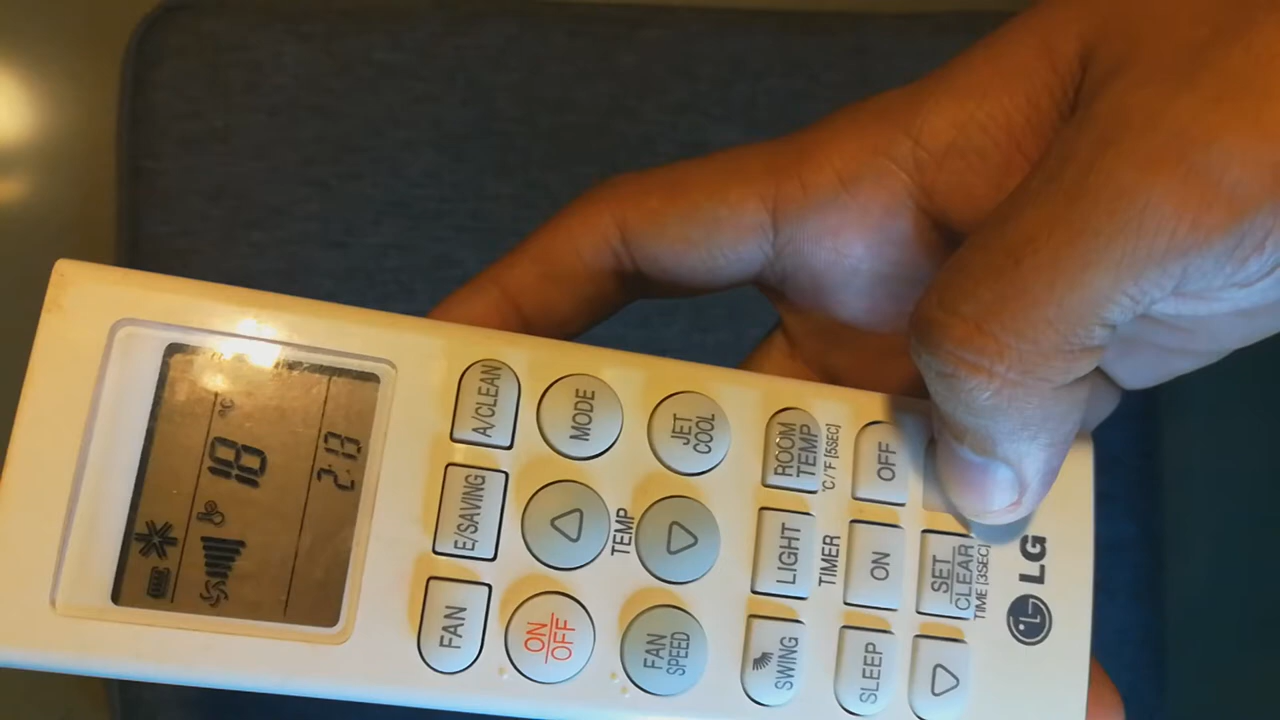 18 °C
2:13
FAN
E/SAVING
A/CLEAN
ON
OFF
TEMP
MODE
FAN
SPEED
JET
COOL
SWING
LIGHT
ROOM
TEMP
°C/°F [5SEC]
TIMER
SLEEP
ON
OFF
SET
CLEAR
TIME [3SEC]
LG